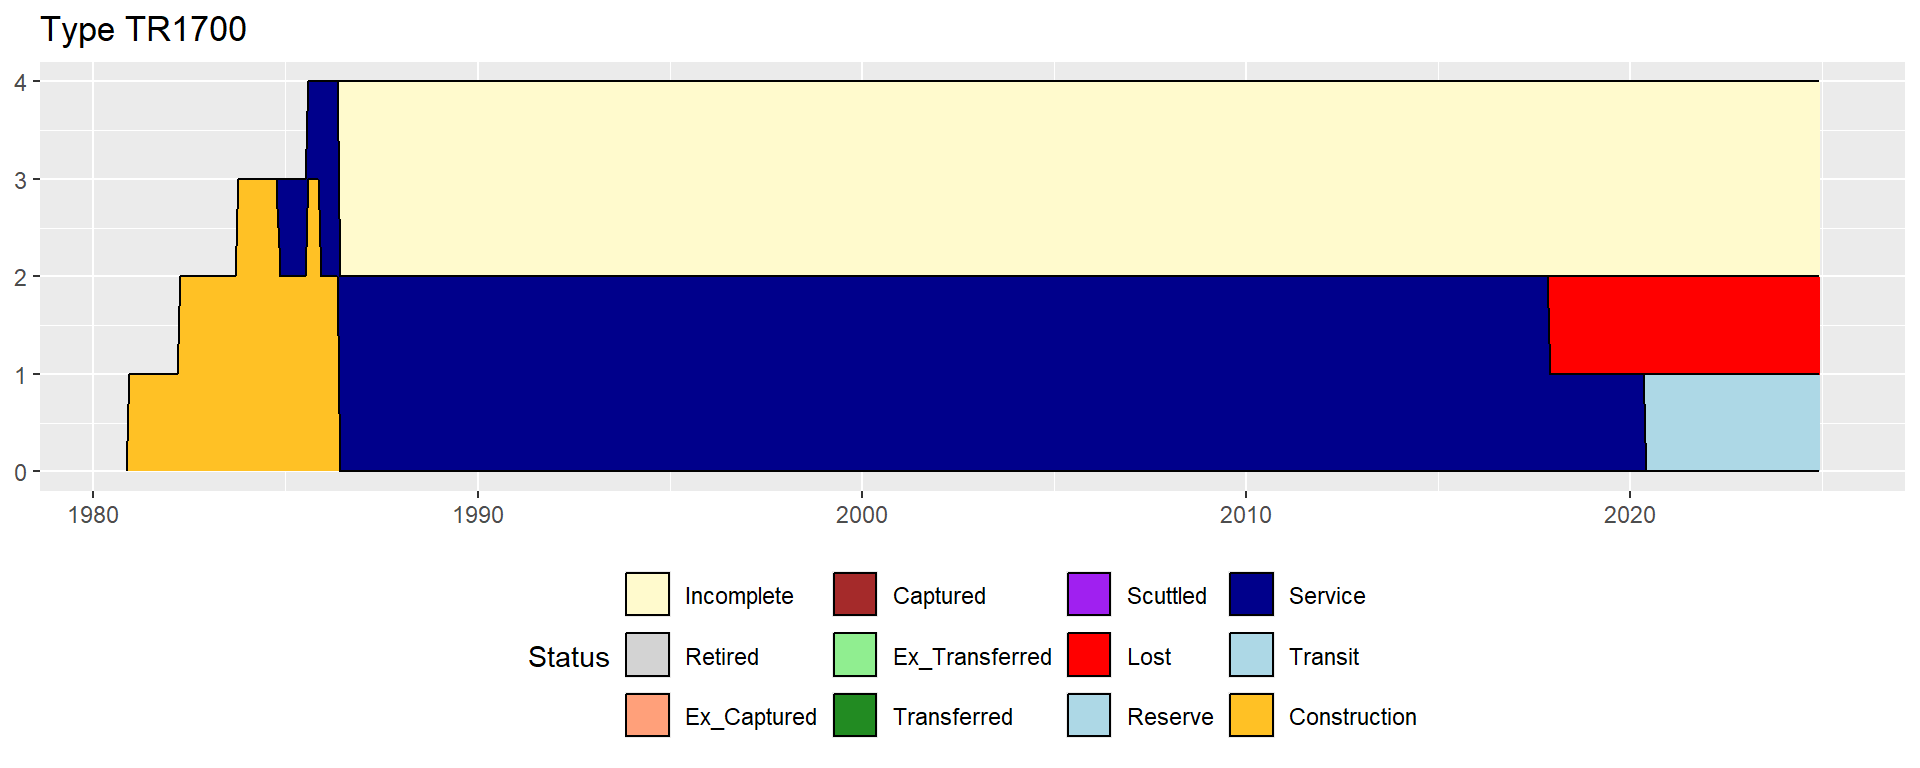 Type TR1700
4
3
2
1
0
1980 1990 2000 2010 2020
Status
Incomplete Captured Scuttled Service
Retired Ex_Transferred Lost Transit
Ex_Captured Transferred Reserve Construction